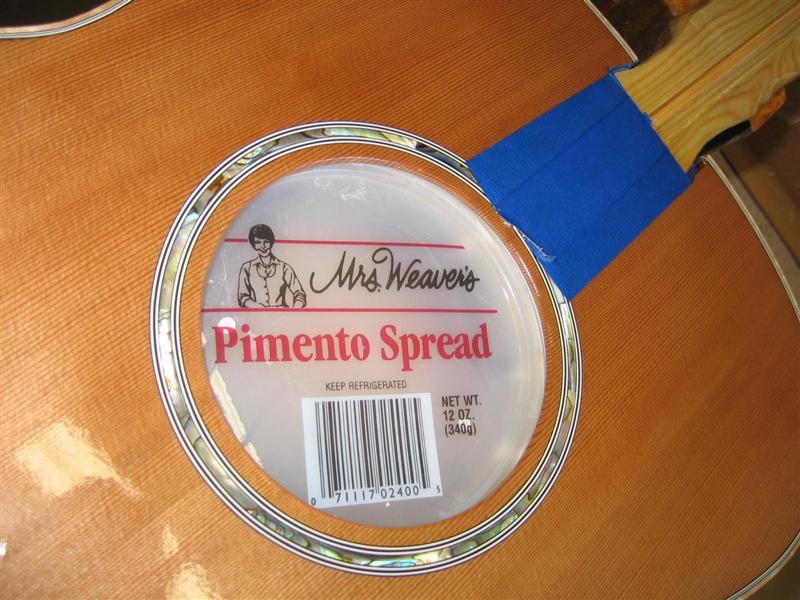 Mrs. Weaver's
Pimento Spread
KEEP REFRIGERATED
NET WT.
12 OZ.
(340g)
0 71117 02400 5